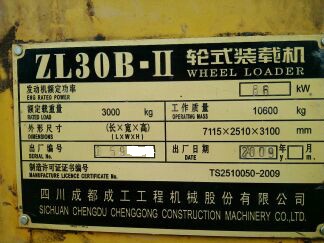 ZL30B-II 轮式装载机
WHEEL LOADER
发动机额定功率 86 kW
ENG RATED POWER
额定载重量 3000 kg 工作质量 10600 kg
RATED LOAD OPERATING MASS
外形尺寸 (长×宽×高) 7115×2510×3100 mm
DIMENSION (L×W×H)
出厂编号 出厂日期 2009 年 月
SERIAL No. DATE y m
制造许可证证书编号 TS2510050-2009
MANUFACTURE LICENCE CERTIFICATE No.
四川成都成工工程机械股份有限公司
SICHUAN CHENGDU CHENGGONG CONSTRUCTION MACHINERY CO.,LTD.